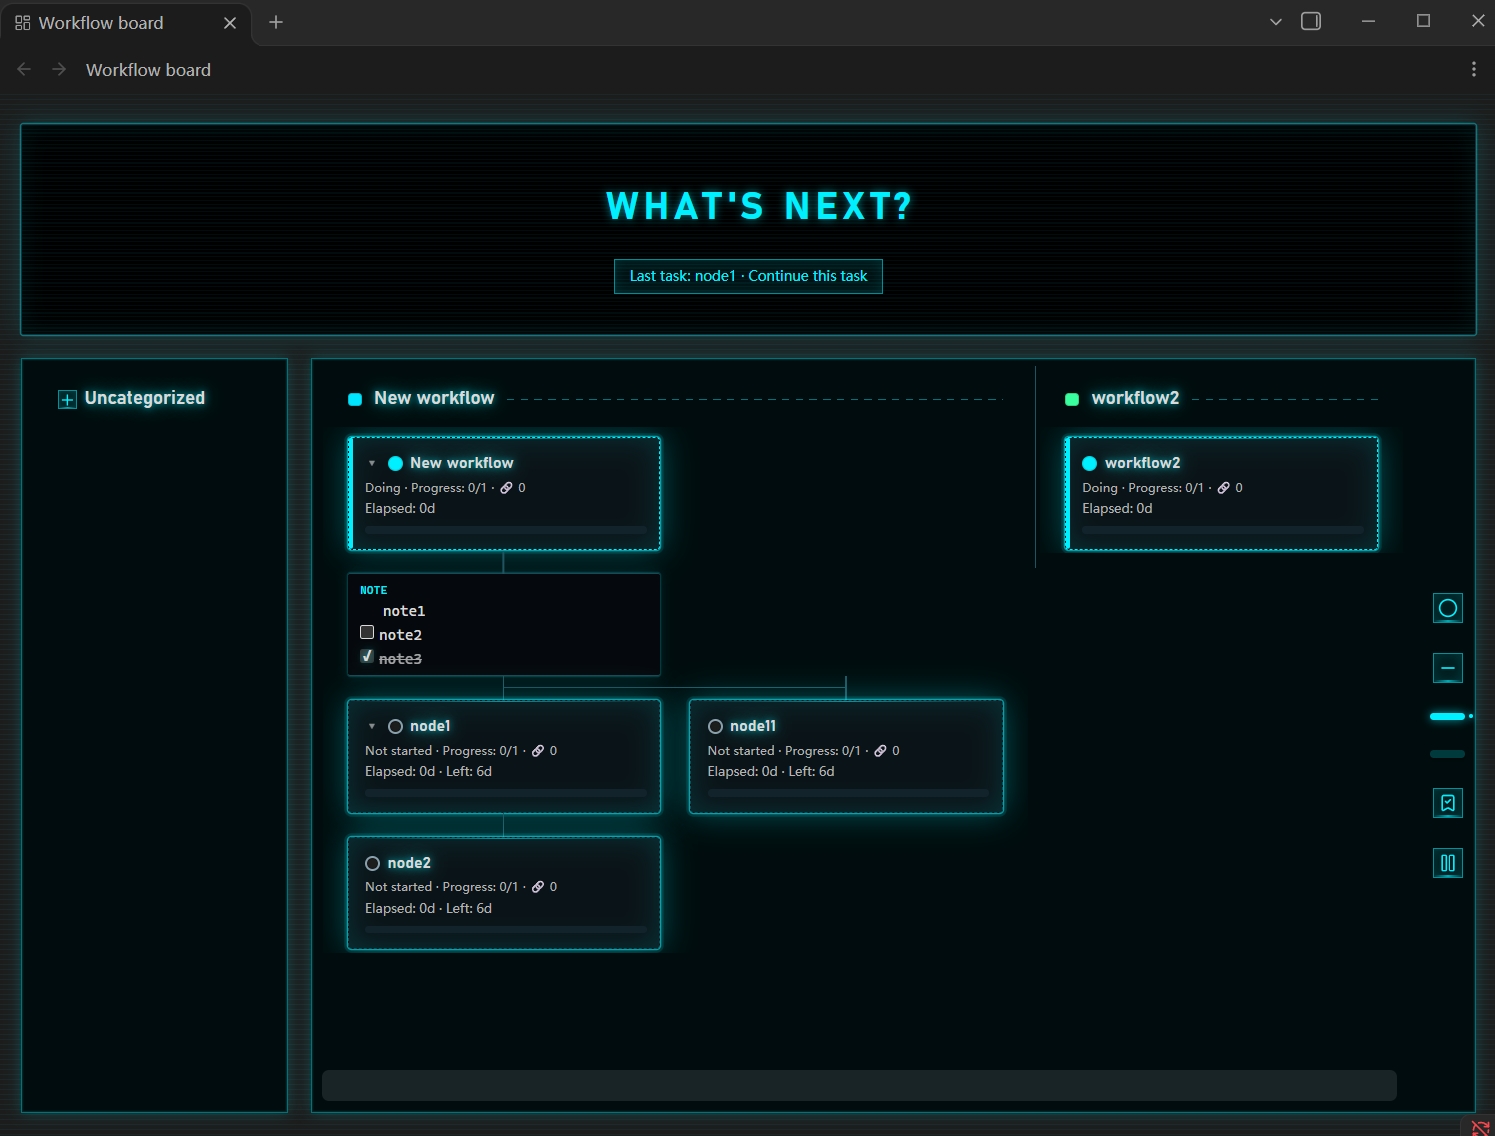 Workflow board
Workflow board
WHAT'S NEXT?
Last task: node1 · Continue this task
Uncategorized
New workflow
New workflow
Doing · Progress: 0/1 · 🔗 0
Elapsed: 0d
NOTE
note1
note2
note3
node1
Not started · Progress: 0/1 · 🔗 0
Elapsed: 0d · Left: 6d
node11
Not started · Progress: 0/1 · 🔗 0
Elapsed: 0d · Left: 6d
node2
Not started · Progress: 0/1 · 🔗 0
Elapsed: 0d · Left: 6d
workflow2
workflow2
Doing · Progress: 0/1 · 🔗 0
Elapsed: 0d